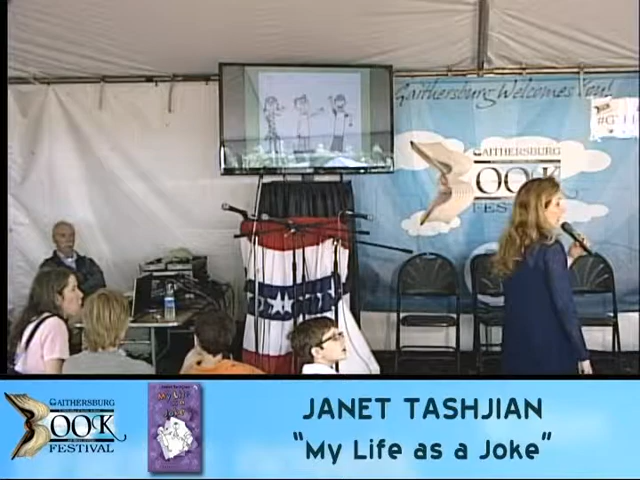 Gaithersburg Welcomes You!
GAITHERSBURG
BOOK
FESTIVAL
GAITHERSBURG
BOOK
FESTIVAL
JANET TASHJIAN
"My Life as a Joke"